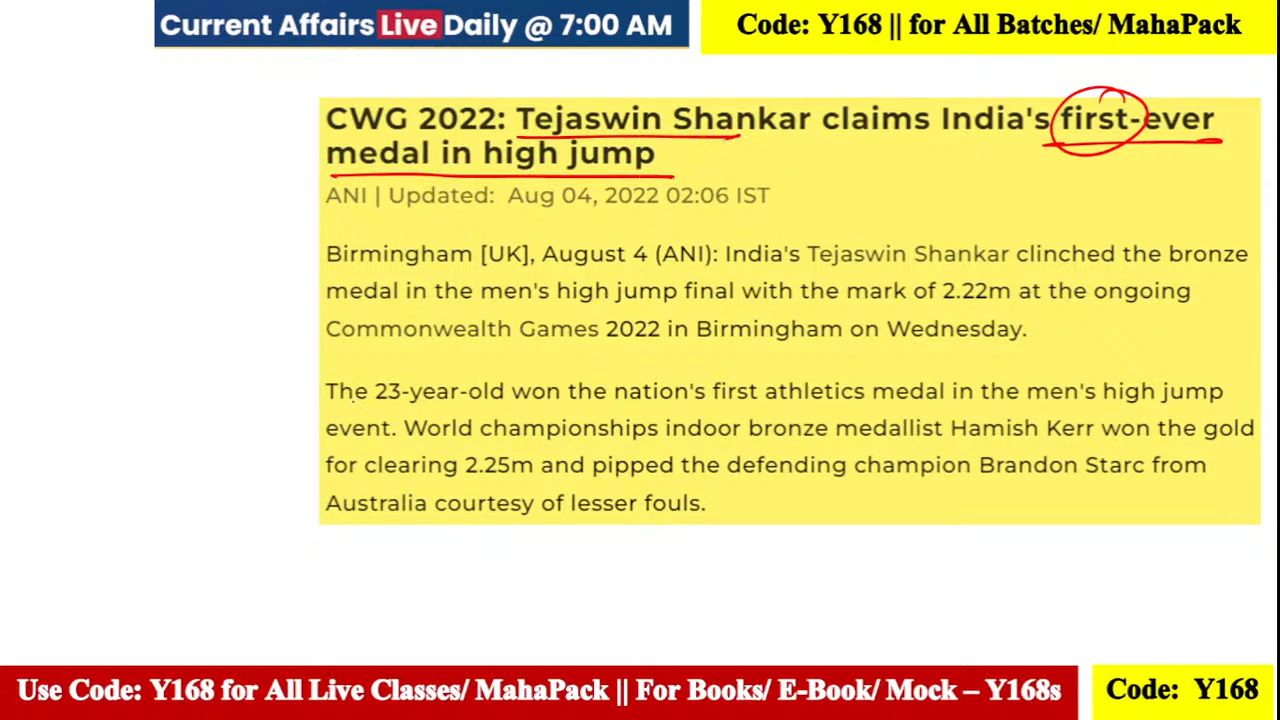 Current Affairs Live Daily @ 7:00 AM
Code: Y168 || for All Batches/ MahaPack
CWG 2022: Tejaswin Shankar claims India's first-ever
medal in high jump
ANI | Updated: Aug 04, 2022 02:06 IST
Birmingham [UK], August 4 (ANI): India's Tejaswin Shankar clinched the bronze
medal in the men's high jump final with the mark of 2.22m at the ongoing
Commonwealth Games 2022 in Birmingham on Wednesday.
The 23-year-old won the nation's first athletics medal in the men's high jump
event. World championships indoor bronze medallist Hamish Kerr won the gold
for clearing 2.25m and pipped the defending champion Brandon Starc from
Australia courtesy of lesser fouls.
Use Code: Y168 for All Live Classes/ MahaPack || For Books/ E-Book/ Mock – Y168s
Code: Y168